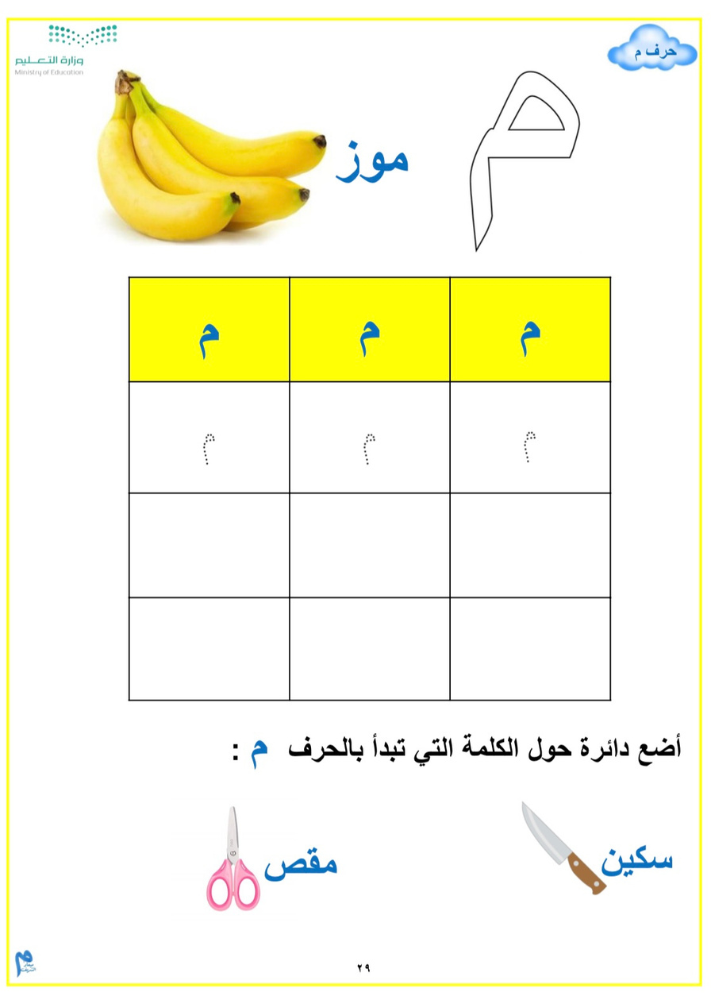 حرف م
وزارة التعليم
Ministry of Education
م
موز
م م م
م م م
أضع دائرة حول الكلمة التي تبدأ بالحرف م :
سكين
مقص
م
٢٩